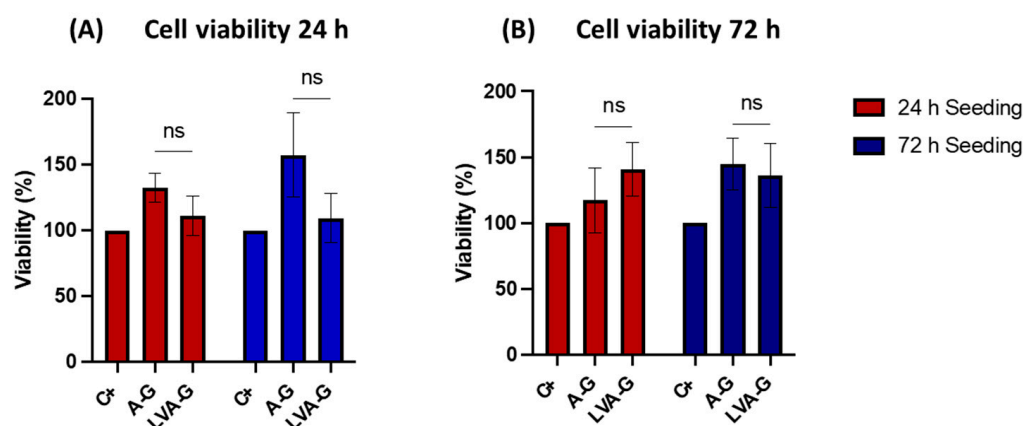 (A) Cell viability 24 h
(B) Cell viability 72 h
Viability (%)
200
150
100
50
0
ns
ns
C+
A-G
LVA-G
C+
A-G
LVA-G
Viability (%)
200
150
100
50
0
ns
ns
C+
A-G
LVA-G
C+
A-G
LVA-G
24 h Seeding
72 h Seeding